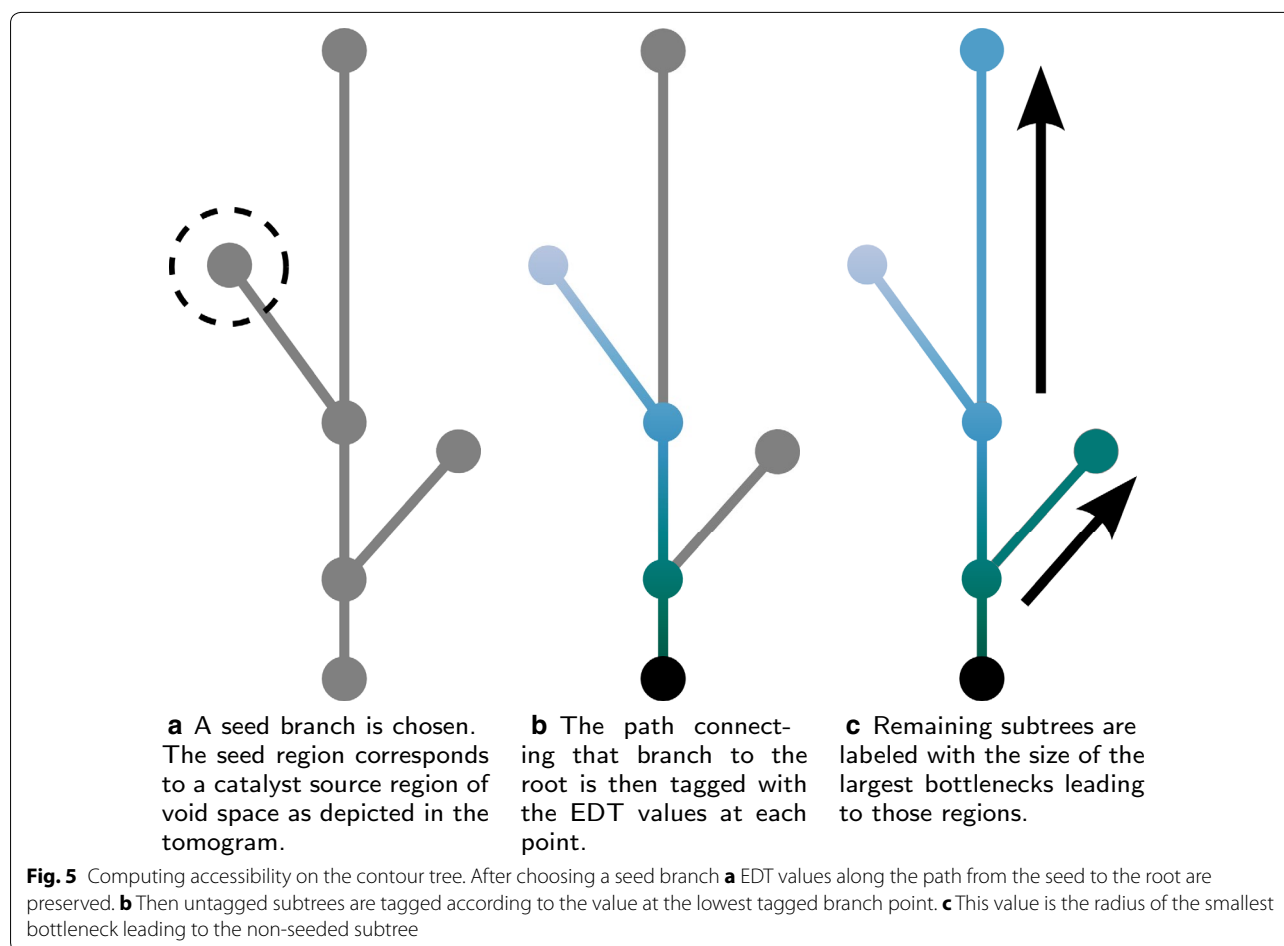 a A seed branch is chosen.
The seed region corresponds
to a catalyst source region of
void space as depicted in the
tomogram.
b The path connect-
ing that branch to the
root is then tagged with
the EDT values at each
point.
c Remaining subtrees are
labeled with the size of the
largest bottlenecks leading
to those regions.
Fig. 5 Computing accessibility on the contour tree. After choosing a seed branch a EDT values along the path from the seed to the root are
preserved. b Then untagged subtrees are tagged according to the value at the lowest tagged branch point. c This value is the radius of the smallest
bottleneck leading to the non-seeded subtree